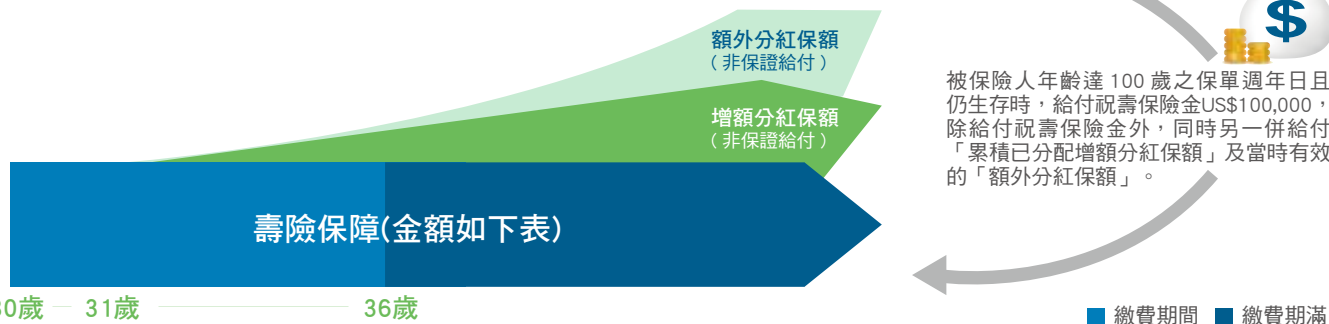 額外分紅保額
(非保證給付)
增額分紅保額
(非保證給付)
壽險保障(金額如下表)
30歲
31歲
36歲
$
被保險人年齡達 100 歲之保單週年日且
仍生存時，給付祝壽保險金US$100,000，
除給付祝壽保險金外，同時另一併給付
「累積已分配增額分紅保額」及當時有效
的「額外分紅保額」。
繳費期間
繳費期滿